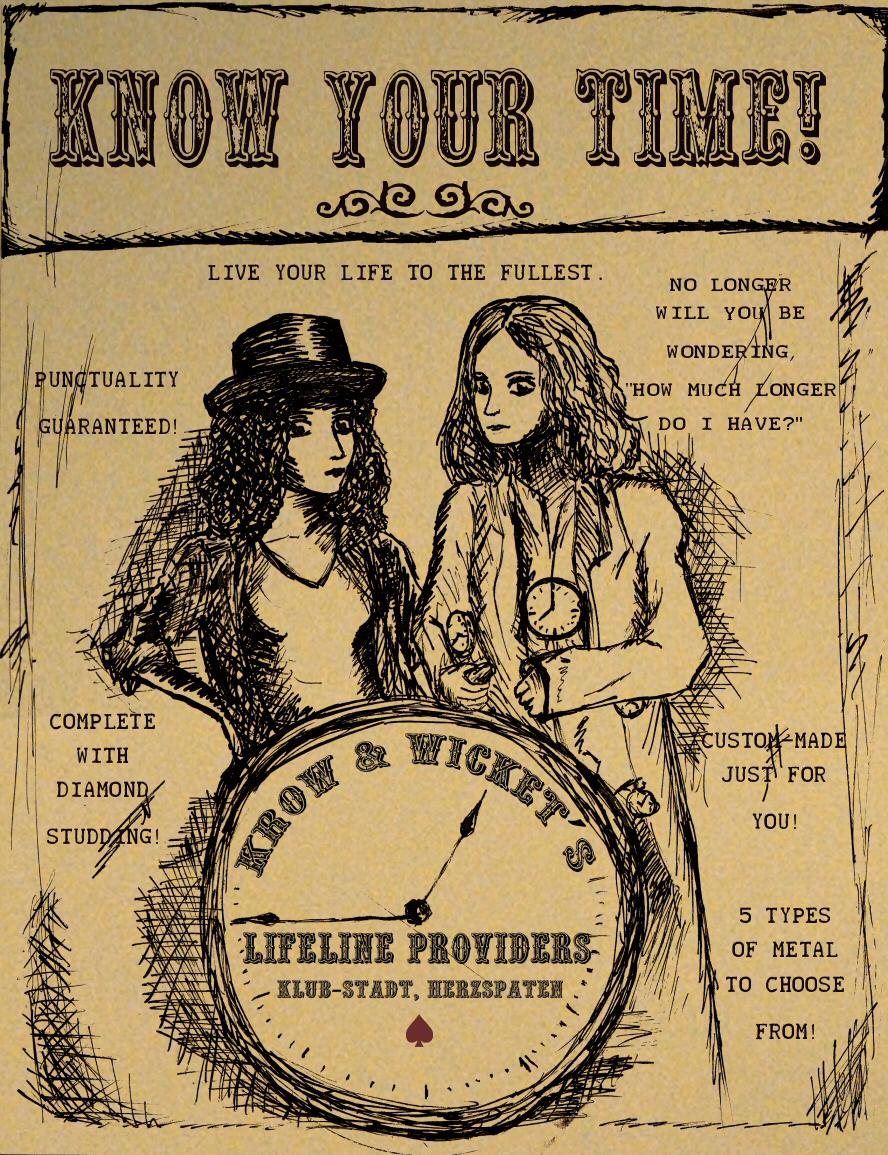 KNOW YOUR TIME!
LIVE YOUR LIFE TO THE FULLEST.
NO LONGER
WILL YOU BE
WONDERING,
"HOW MUCH LONGER
DO I HAVE?"
PUNCTUALITY
GUARANTEED!
COMPLETE
WITH
DIAMOND
STUDDING!
CUSTOM-MADE
JUST FOR
YOU!
KROW & WICKET'S
LIFELINE PROVIDERS
KLUB-STADT, HERZSPATEN
5 TYPES
OF METAL
TO CHOOSE
FROM!